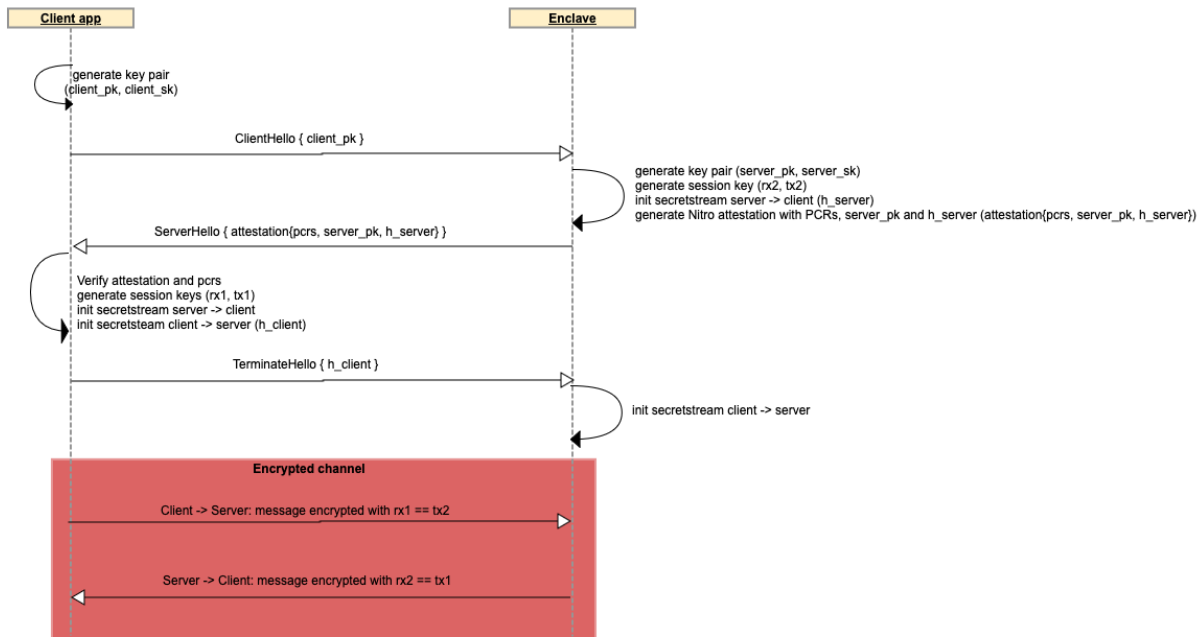 Client app
Enclave
generate key pair
(client_pk, client_sk)
ClientHello { client_pk }
generate key pair (server_pk, server_sk)
generate session key (rx2, tx2)
init secretstream server -> client (h_server)
generate Nitro attestation with PCRs, server_pk and h_server (attestation{pcrs, server_pk, h_server})
ServerHello { attestation{pcrs, server_pk, h_server} }
Verify attestation and pcrs
generate session keys (rx1, tx1)
init secretstream server -> client
init secretsteam client -> server (h_client)
TerminateHello { h_client }
init secretstream client -> server
Encrypted channel
Client -> Server: message encrypted with rx1 == tx2
Server -> Client: message encrypted with rx2 == tx1